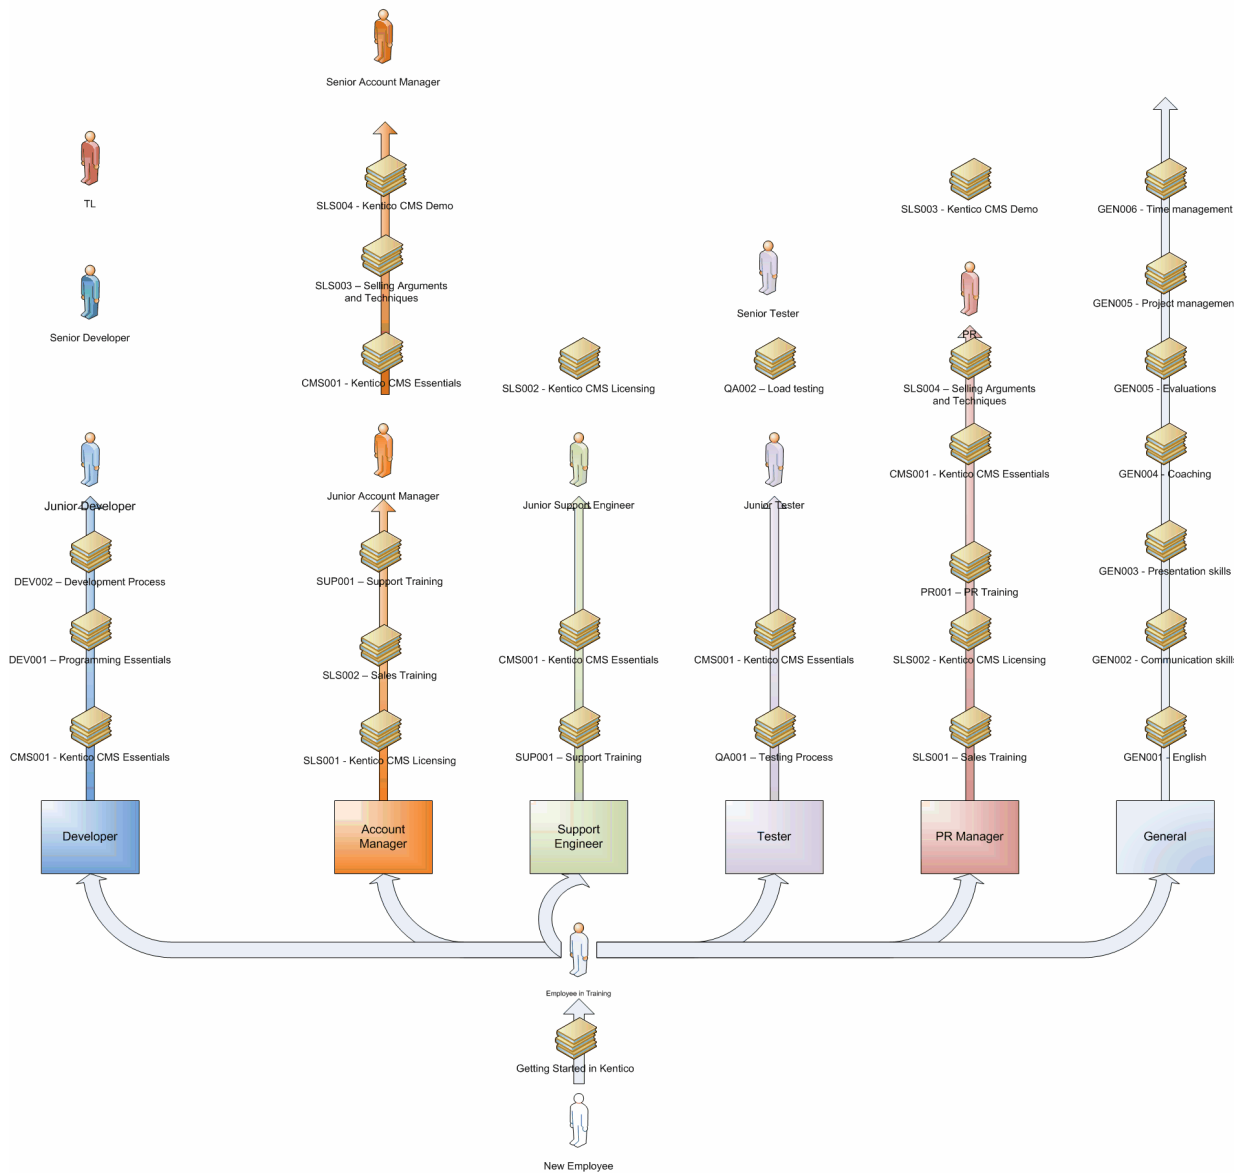 Senior Account Manager
TL
SLS004 - Kentico CMS Demo
SLS003 - Kentico CMS Demo
GEN006 - Time management
SLS003 – Selling Arguments
and Techniques
GEN005 - Project management
Senior Tester
Senior Developer
PR
CMS001 - Kentico CMS Essentials
SLS002 - Kentico CMS Licensing
QA002 – Load testing
SLS004 – Selling Arguments
and Techniques
GEN005 - Evaluations
CMS001 - Kentico CMS Essentials
GEN004 - Coaching
Junior Developer
Junior Account Manager
Junior Support Engineer
Junior Tester
DEV002 – Development Process
SUP001 – Support Training
PR001 – PR Training
GEN003 - Presentation skills
DEV001 – Programming Essentials
SLS002 – Sales Training
CMS001 - Kentico CMS Essentials
CMS001 - Kentico CMS Essentials
SLS002 - Kentico CMS Licensing
GEN002 - Communication skills
CMS001 - Kentico CMS Essentials
SLS001 - Kentico CMS Licensing
SUP001 – Support Training
QA001 – Testing Process
SLS001 – Sales Training
GEN001 - English
Developer
Account
Manager
Support
Engineer
Tester
PR Manager
General
Employee in Training
Getting Started in Kentico
New Employee